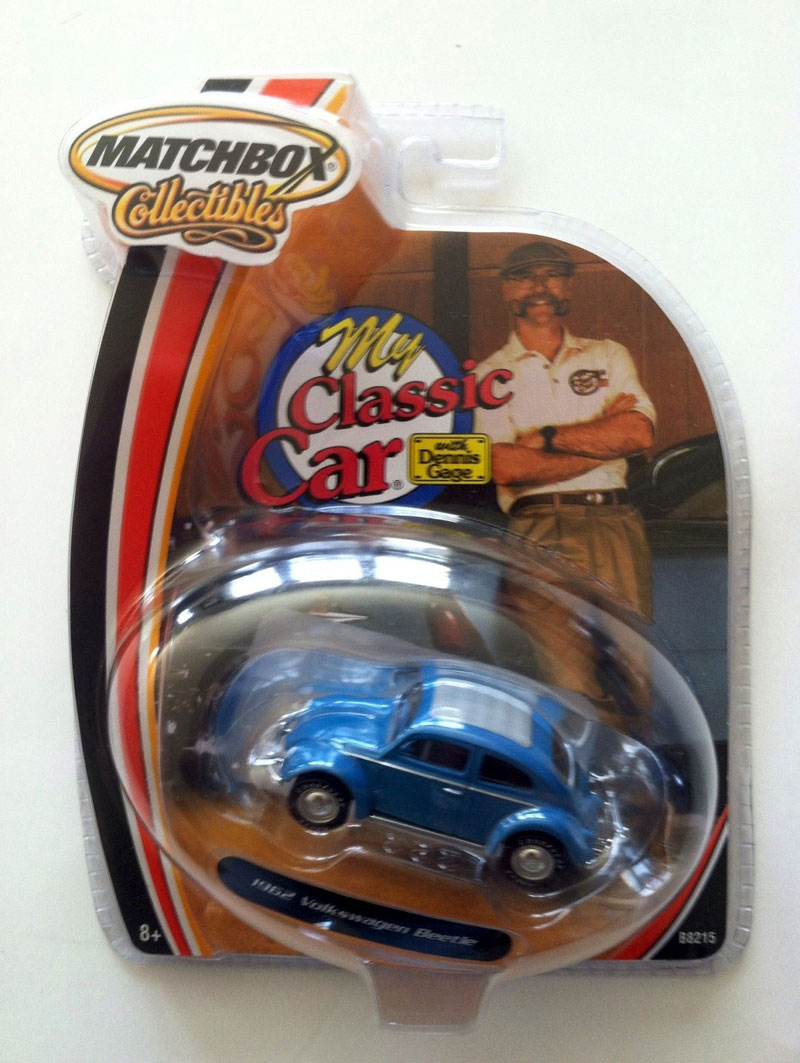 MATCHBOX®
Collectibles
My
Classic
Car®
with
Dennis
Gage
1962 Volkswagen Beetle
8+
B8215